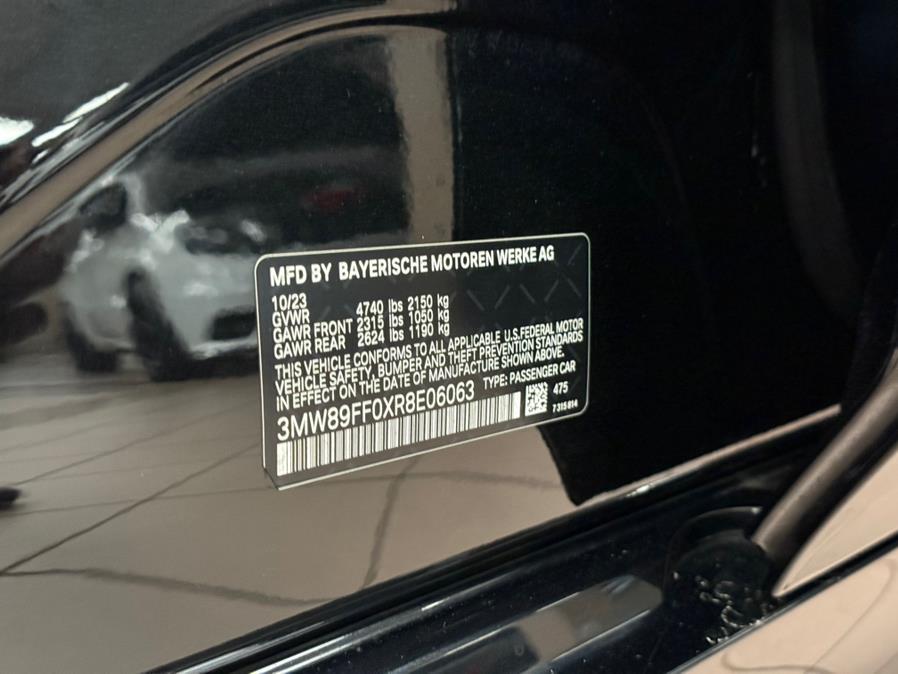 MFD BY BAYERISCHE MOTOREN WERKE AG
10/23
GVWR 4740 lbs 2150 kg
GAWR FRONT 2315 lbs 1050 kg
GAWR REAR 2624 lbs 1190 kg
THIS VEHICLE CONFORMS TO ALL APPLICABLE U.S.FEDERAL MOTOR
VEHICLE SAFETY, BUMPER AND THEFT PREVENTION STANDARDS
IN EFFECT ON THE DATE OF MANUFACTURE SHOWN ABOVE.
3MW89FF0XR8E06063 TYPE: PASSENGER CAR
475
7 315 814